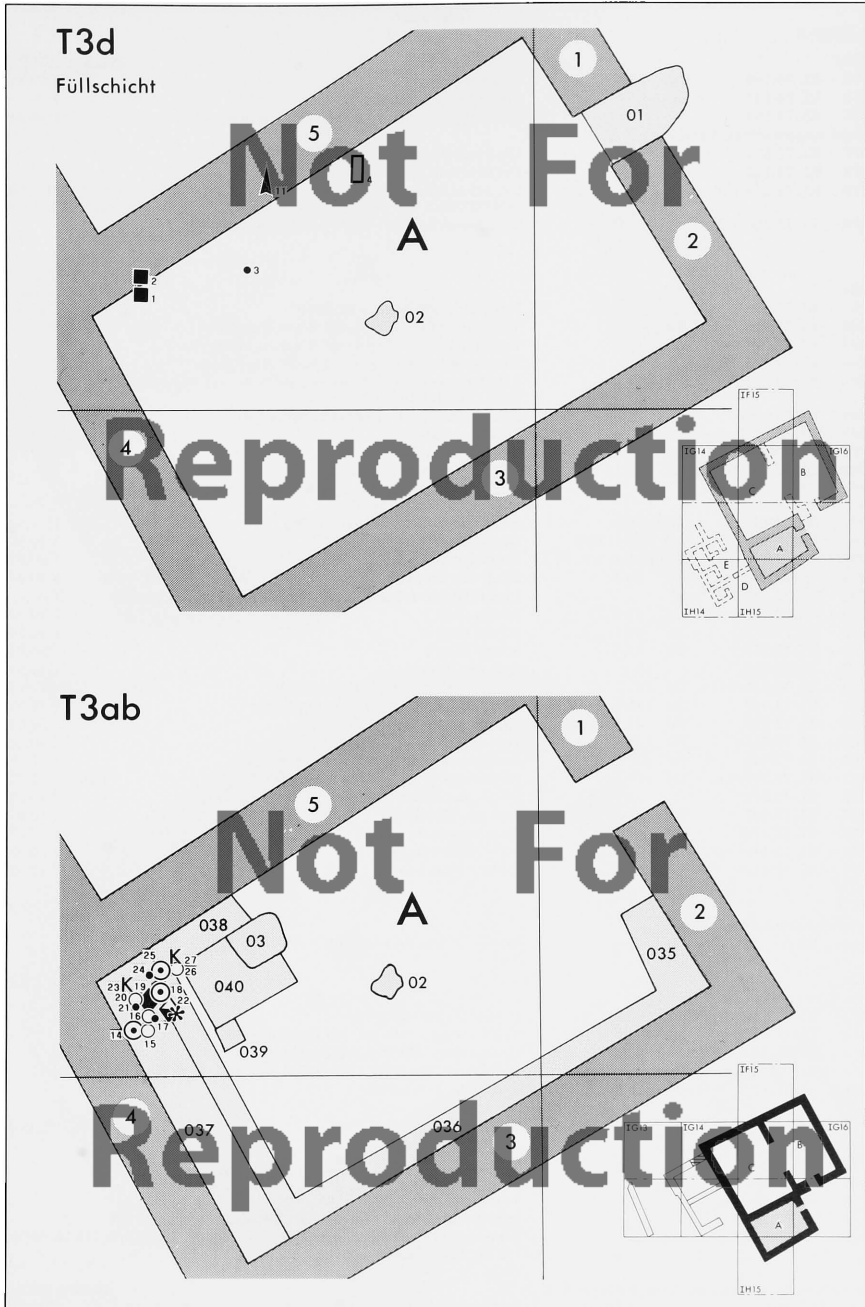 T3d
Füllschicht
1
01
5
Not For
4
11
A
2
3
2
1
02
IF15
4
Reproduction
3
IG14
IG16
B
C
A
E
D
IH14
IH15
T3ab
1
5
Not For
A
2
038
035
25
K
27
03
24
26
23
K
19
18
040
02
20
22
21
16
17
14
15
039
IF15
4
036
Reproduction
037
3
IG13
IG14
IG16
B
C
A
IH15